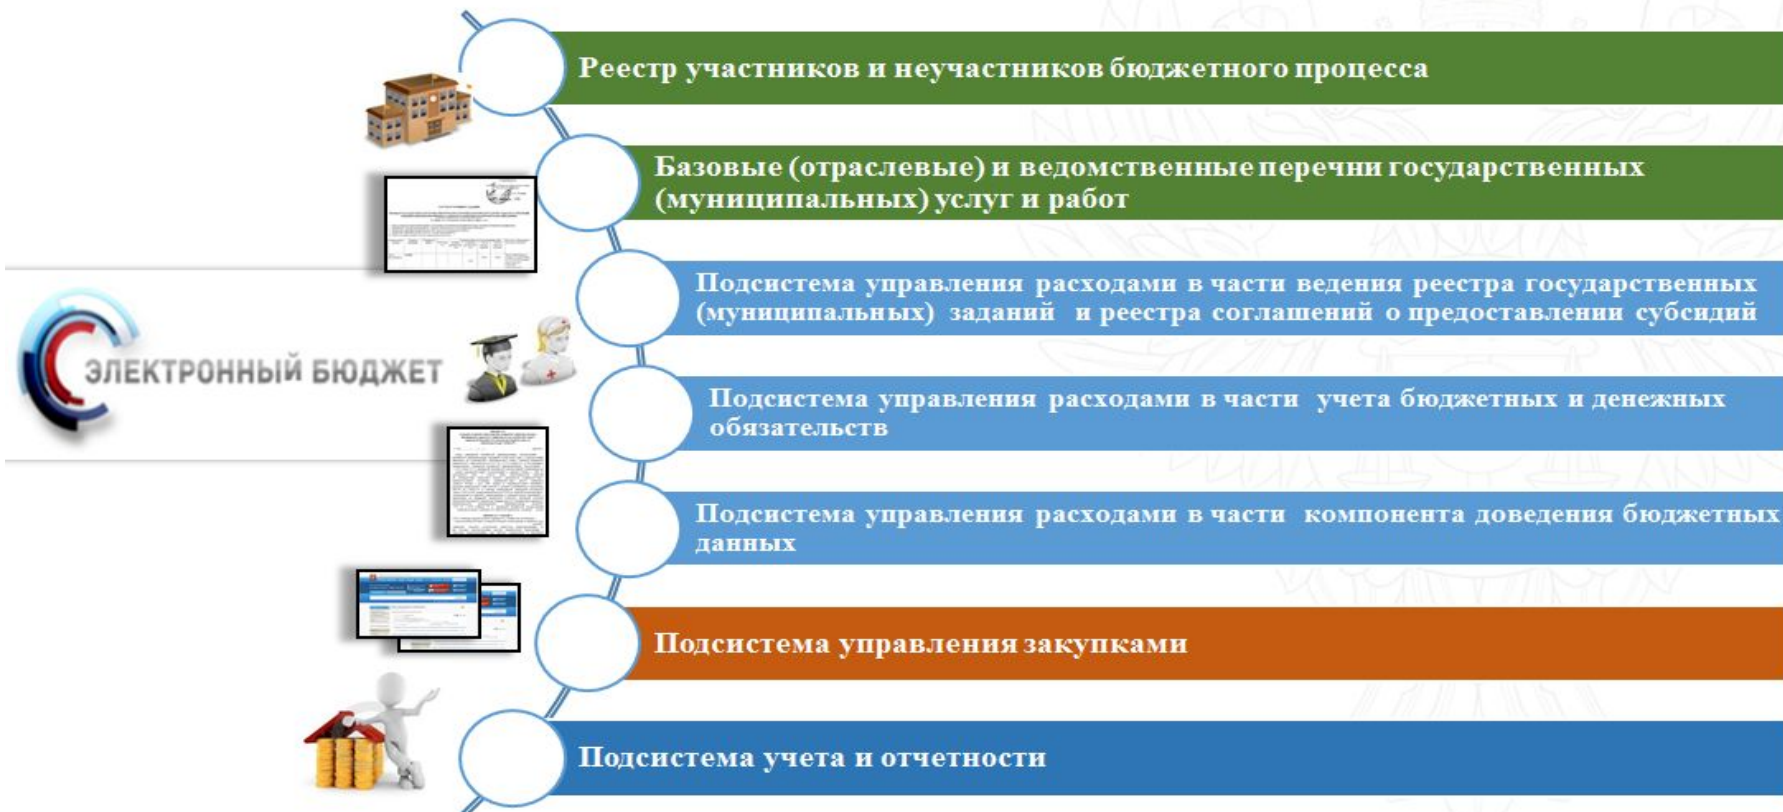 Реестр участников и неучастников бюджетного процесса
Базовые (отраслевые) и ведомственные перечни государственных
(муниципальных) услуг и работ
Подсистема управления расходами в части ведения реестра государственных
(муниципальных) заданий и реестра соглашений о предоставлении субсидий
ЭЛЕКТРОННЫЙ БЮДЖЕТ
Подсистема управления расходами в части учета бюджетных и денежных
обязательств
Подсистема управления расходами в части компонента доведения бюджетных
данных
Подсистема управления закупками
Подсистема учета и отчетности